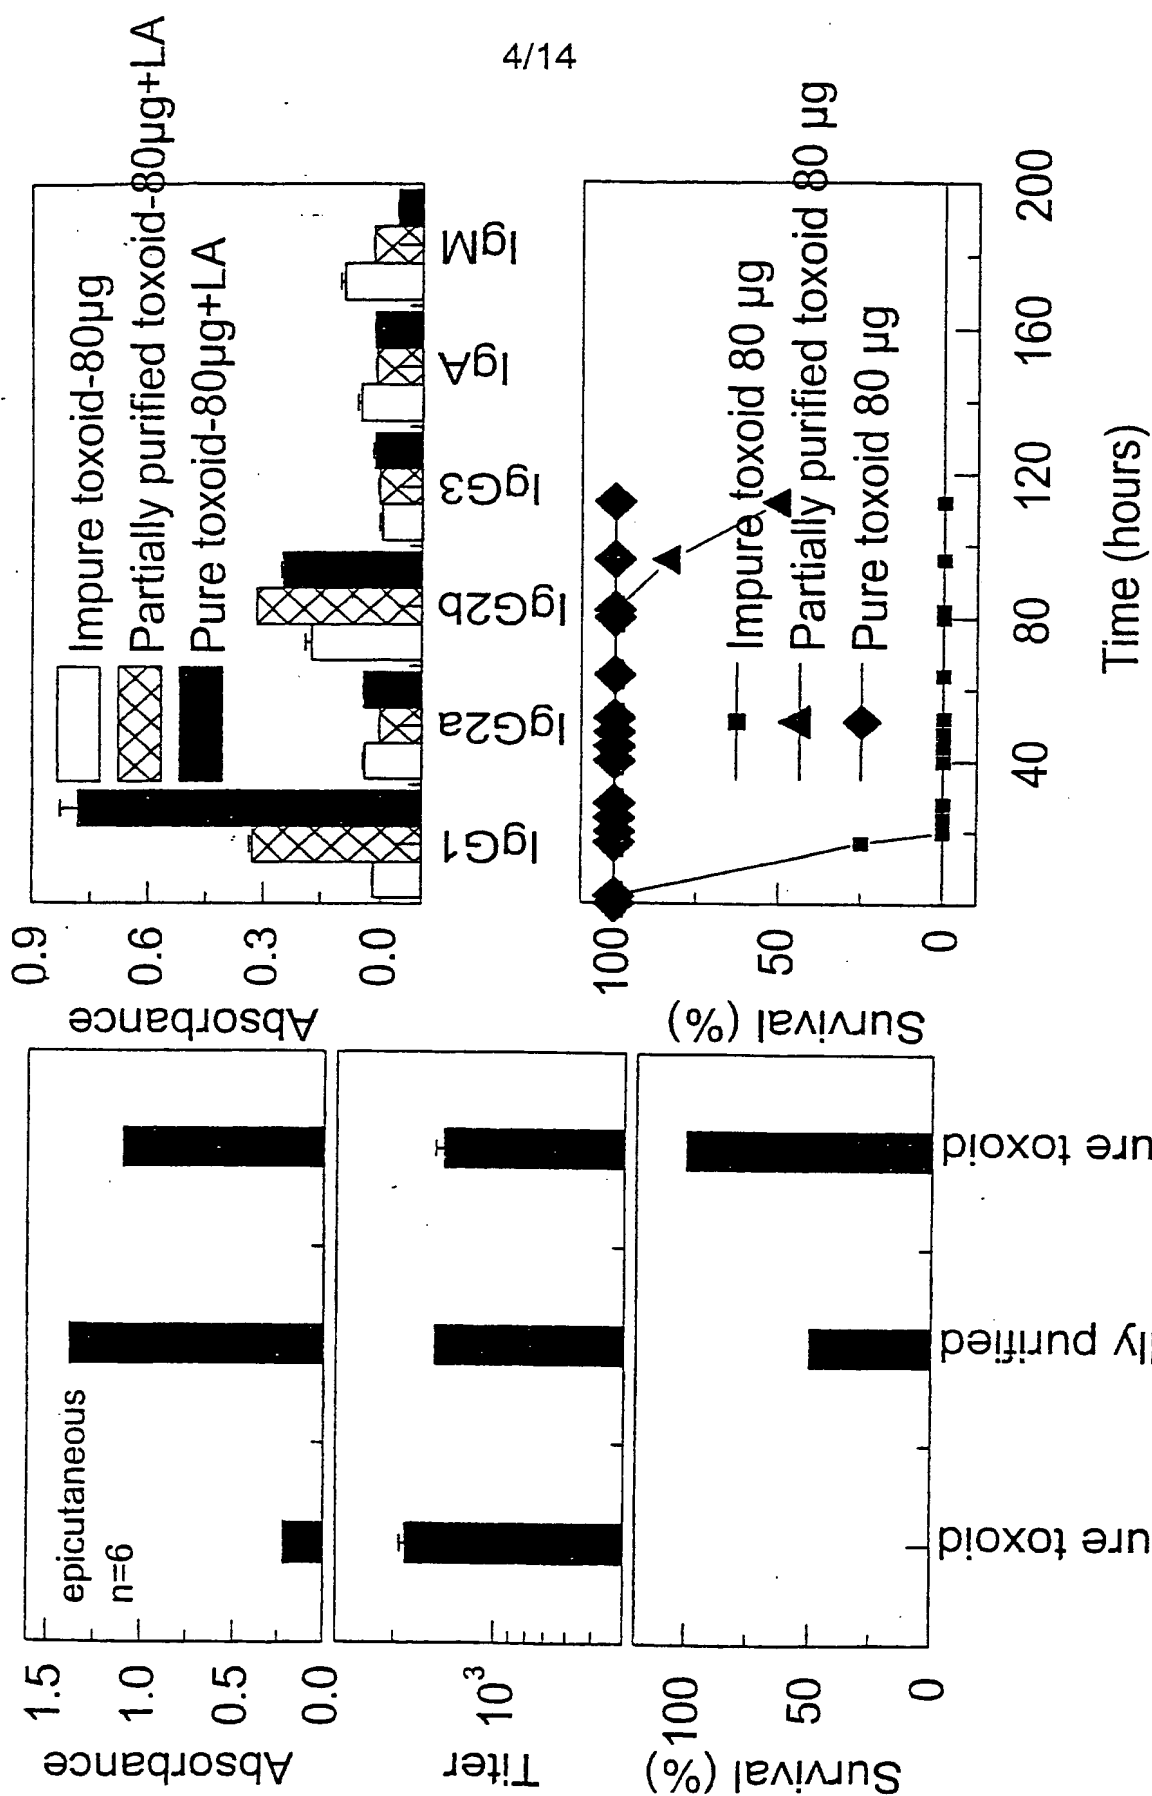 4/14
Absorbance
1.5
1.0
0.5
0.0
epicutaneous
n=6
Titer
10³
Survival (%)
100
50
0
ure toxoid
lly purified
ure toxoid
Absorbance
0.9
0.6
0.3
0.0
Impure toxoid-80µg
Partially purified toxoid-80µg+LA
Pure toxoid-80µg+LA
IgG1
IgG2a
IgG2b
IgG3
IgA
IgM
Survival (%)
100
50
0
Impure toxoid 80 µg
Partially purified toxoid 80 µg
Pure toxoid 80 µg
40
80
120
160
200
Time (hours)